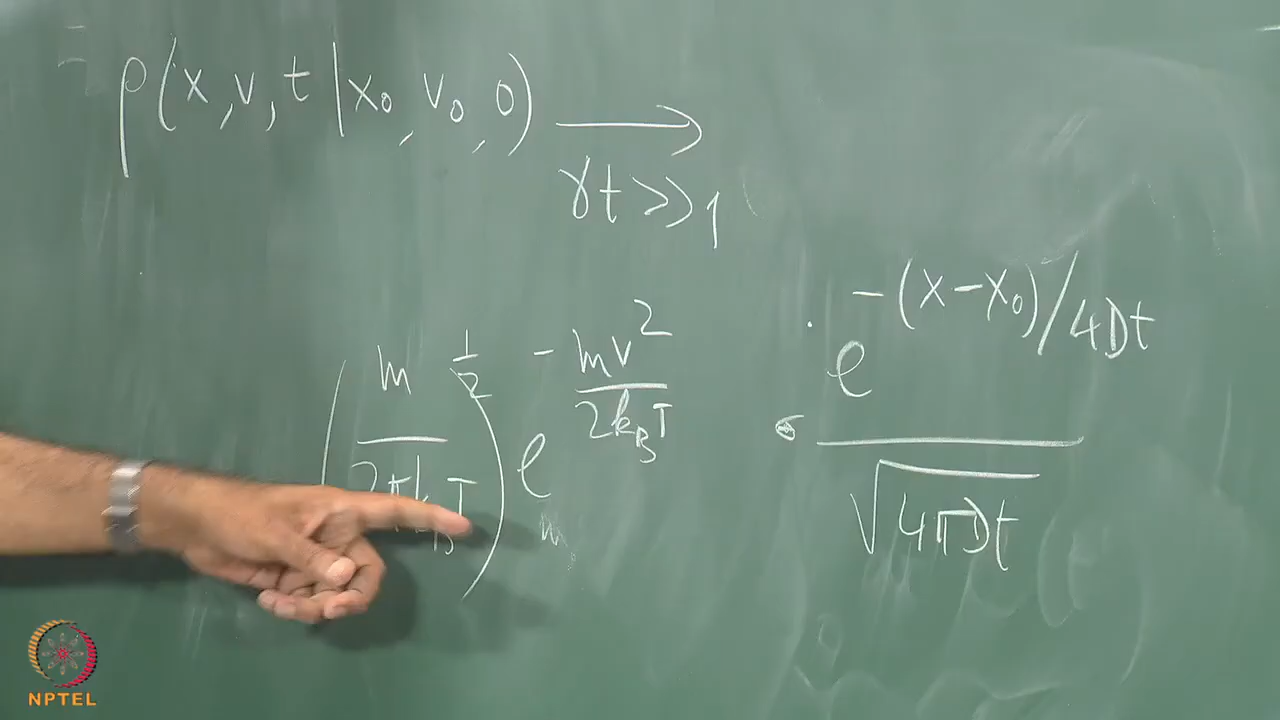 p(x, v, t | x₀, v₀, 0) ⟶
γt >> 1
(m / 2πk_BT)^(1/2) e^(-mv²/2k_BT) · e^(-(x-x₀)/4Dt) / √(4πDt)
NPTEL